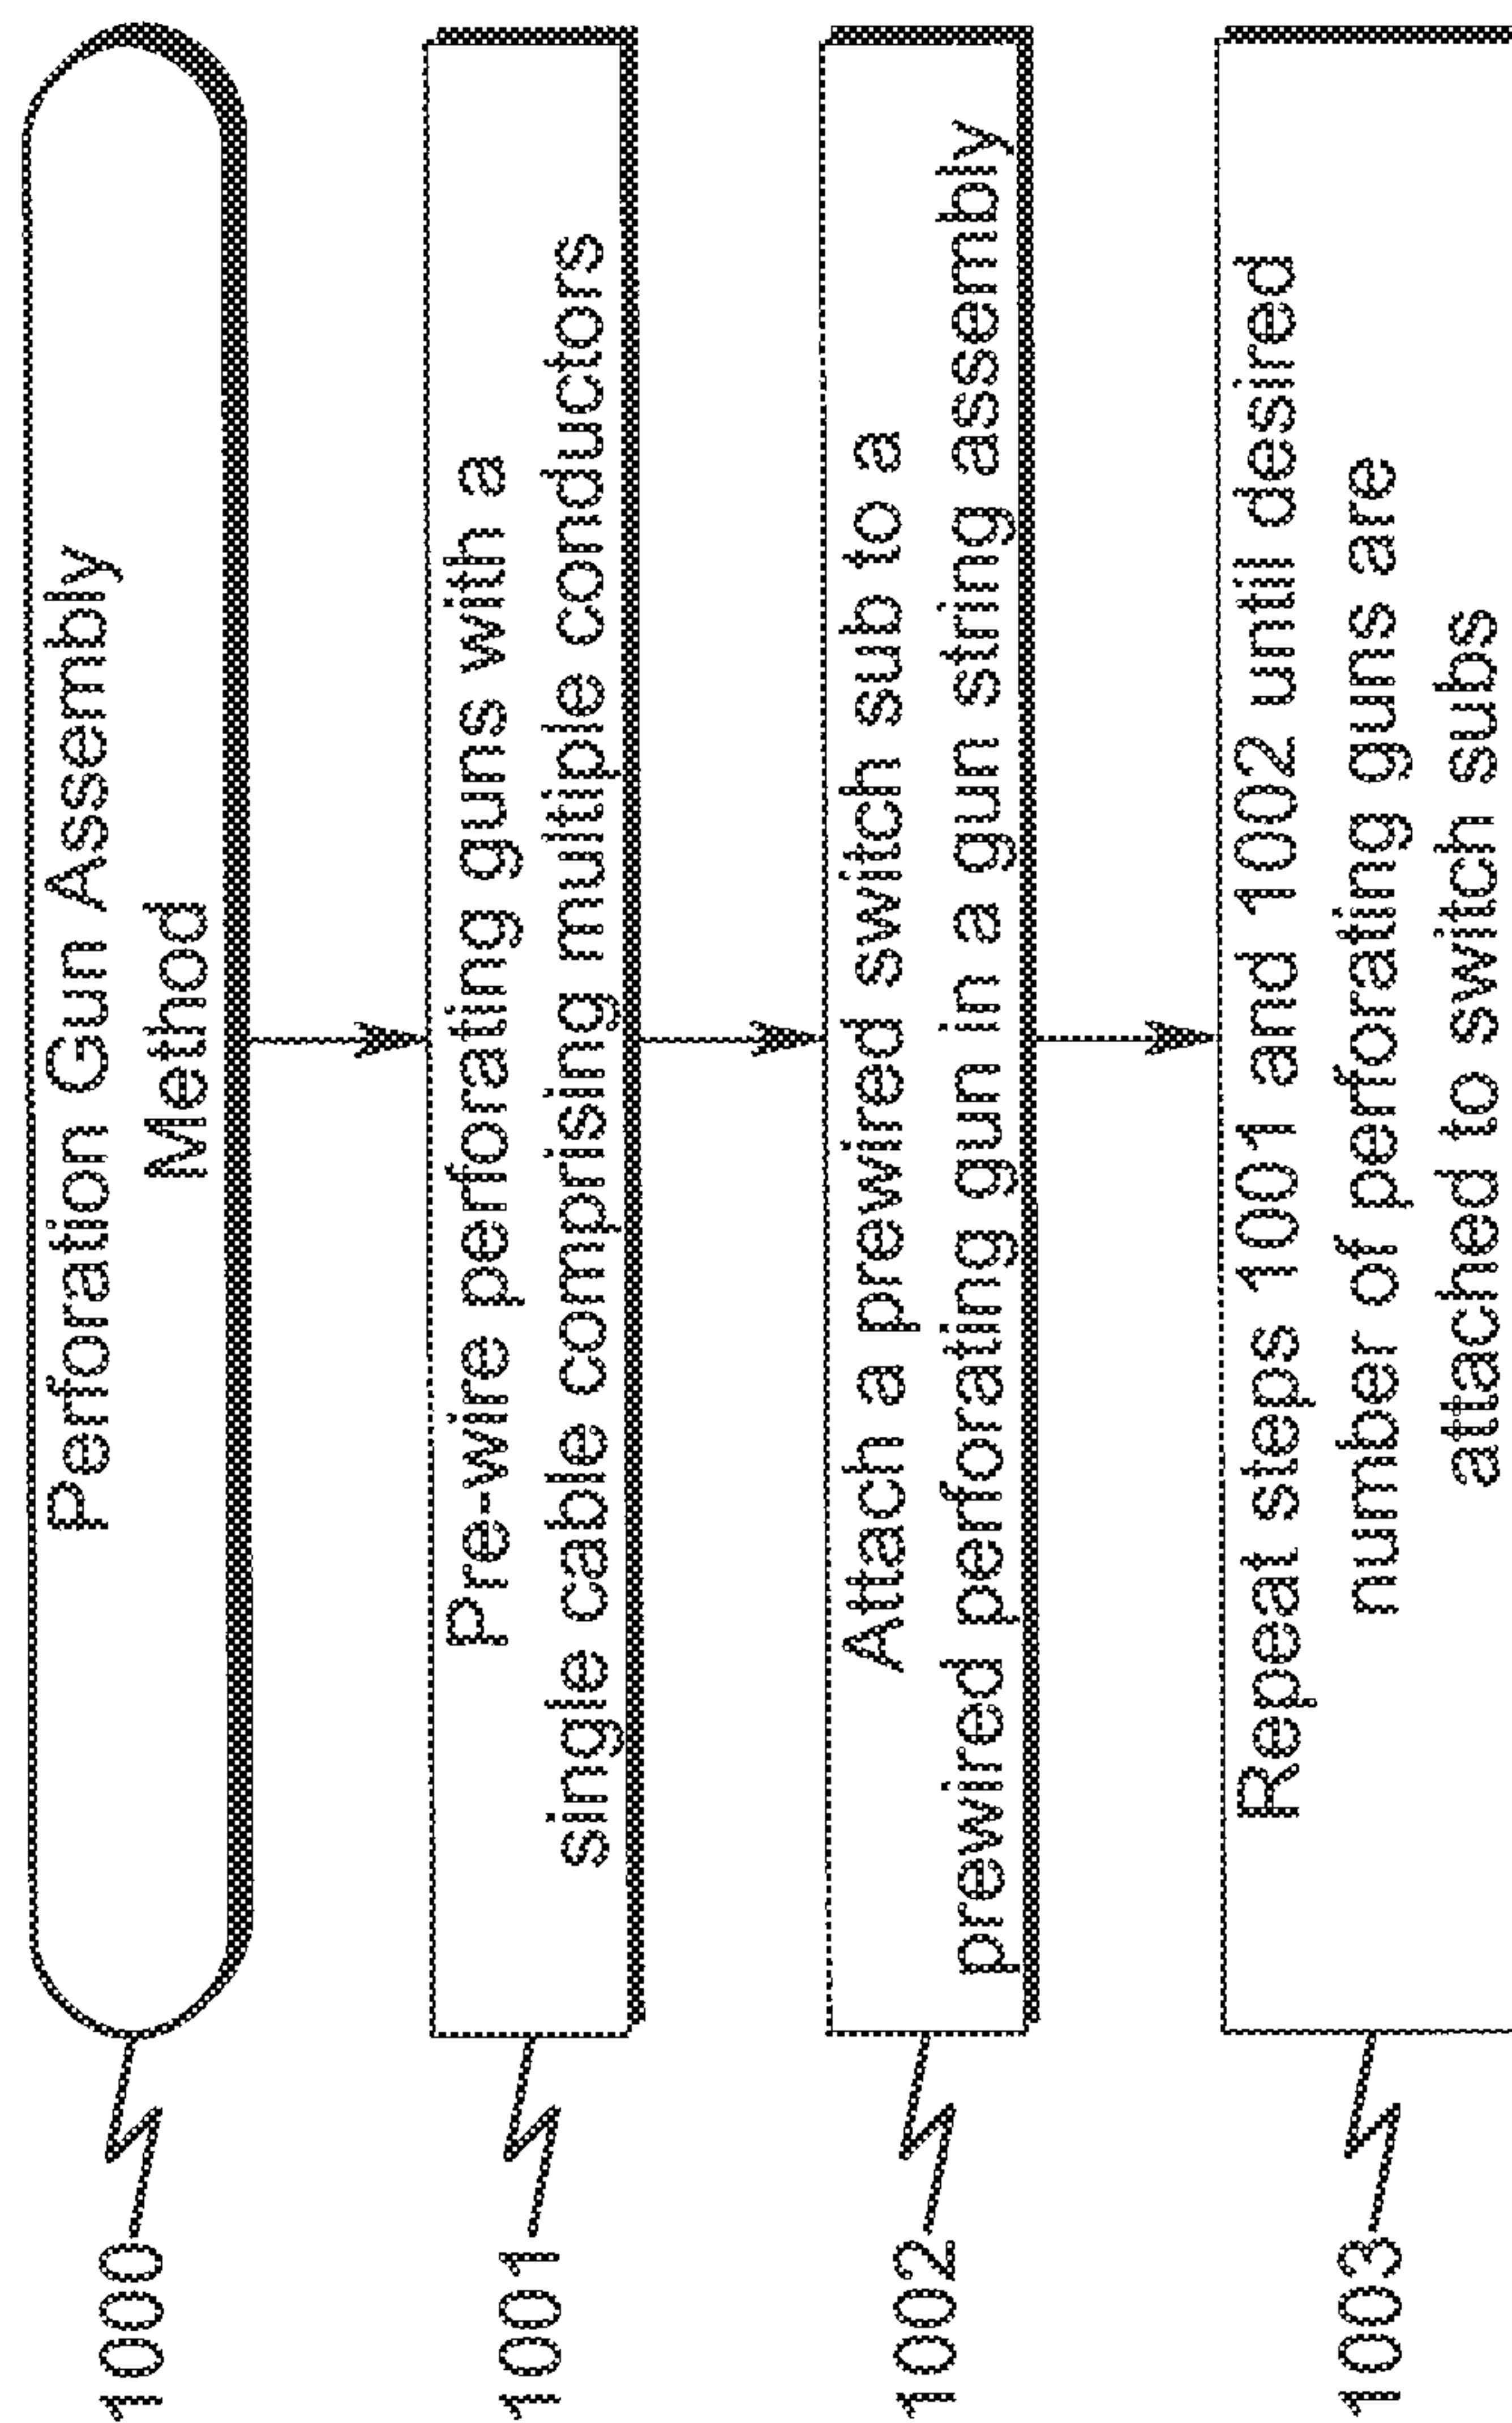 1000
Perforation Gun Assembly
Method
1001
Pre-wire perforating guns with a
single cable comprising multiple conductors
1002
Attach a prewired switch sub to a
prewired perforating gun in a gun string assembly
1003
Repeat steps 1001 and 1002 until desired
number of perforating guns are
attached to switch subs